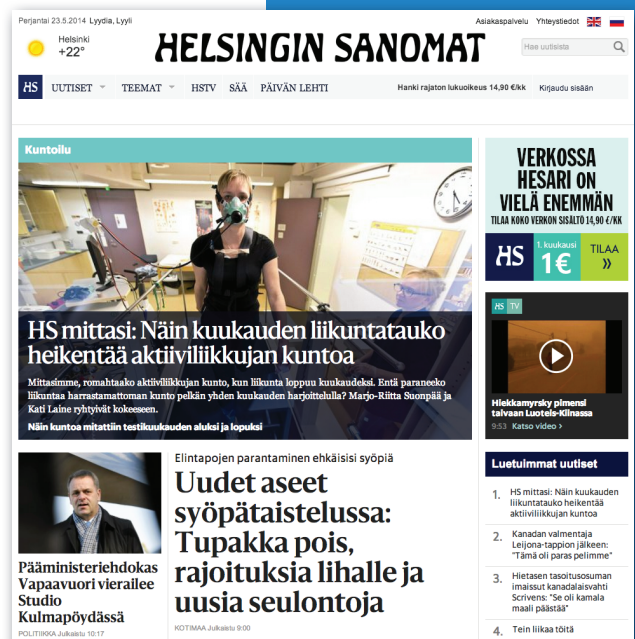 Perjantai 23.5.2014 Lyydia, Lyyli
Asiakaspalvelu Yhteystiedot
Helsinki
+22°
HELSINGIN SANOMAT
Hae uutisista
HS UUTISET TEEMAT HSTV SÄÄ PÄIVÄN LEHTI
Hanki rajaton lukuoikeus 14,90 €/kk Kirjaudu sisään
Kuntoilu
HS mittasi: Näin kuukauden liikuntatauko
heikentää aktiiviliikkujan kuntoa
Mittasimme, romahtaako aktiiviliikkujan kunto, kun liikunta loppuu kuukaudeksi. Entä paraneeko
liikuntaa harrastamattoman kunto pelkän yhden kuukauden harjoittelulla? Marjo-Riitta Suonpää ja
Kati Laine ryhtyivät kokeeseen.
Näin kuntoa mitattiin testikuukauden aluksi ja lopuksi
VERKOSSA
HESARI ON
VIELÄ ENEMMÄN
TILAA KOKO VERKON SISÄLTÖ 14,90 €/KK
HS
1. kuukausi
1€
TILAA
»
HS TV
Hiekkamyrsky pimensi
taivaan Luoteis-Kiinassa
9:53 Katso video ›
Pääministeriehdokas
Vapaavuori vierailee
Studio
Kulmapöydässä
POLITIIKKA Julkaistu 10:17
Elintapojen parantaminen ehkäisisi syöpiä
Uudet aseet
syöpätaistelussa:
Tupakka pois,
rajoituksia lihalle ja
uusia seulontoja
KOTIMAA Julkaistu 9:00
Luetuimmat uutiset
1. HS mittasi: Näin kuukauden
liikuntatauko heikentää
aktiiviliikkujan kuntoa
2. Kanadan valmentaja
Leijona-tappion jälkeen:
"Tämä oli paras pelimme"
3. Hietasen tasoitusosuman
imaissut kanadalaisvahti
Scrivens: "Se oli kamala
maali päästää"
4. Tein liikaa töitä